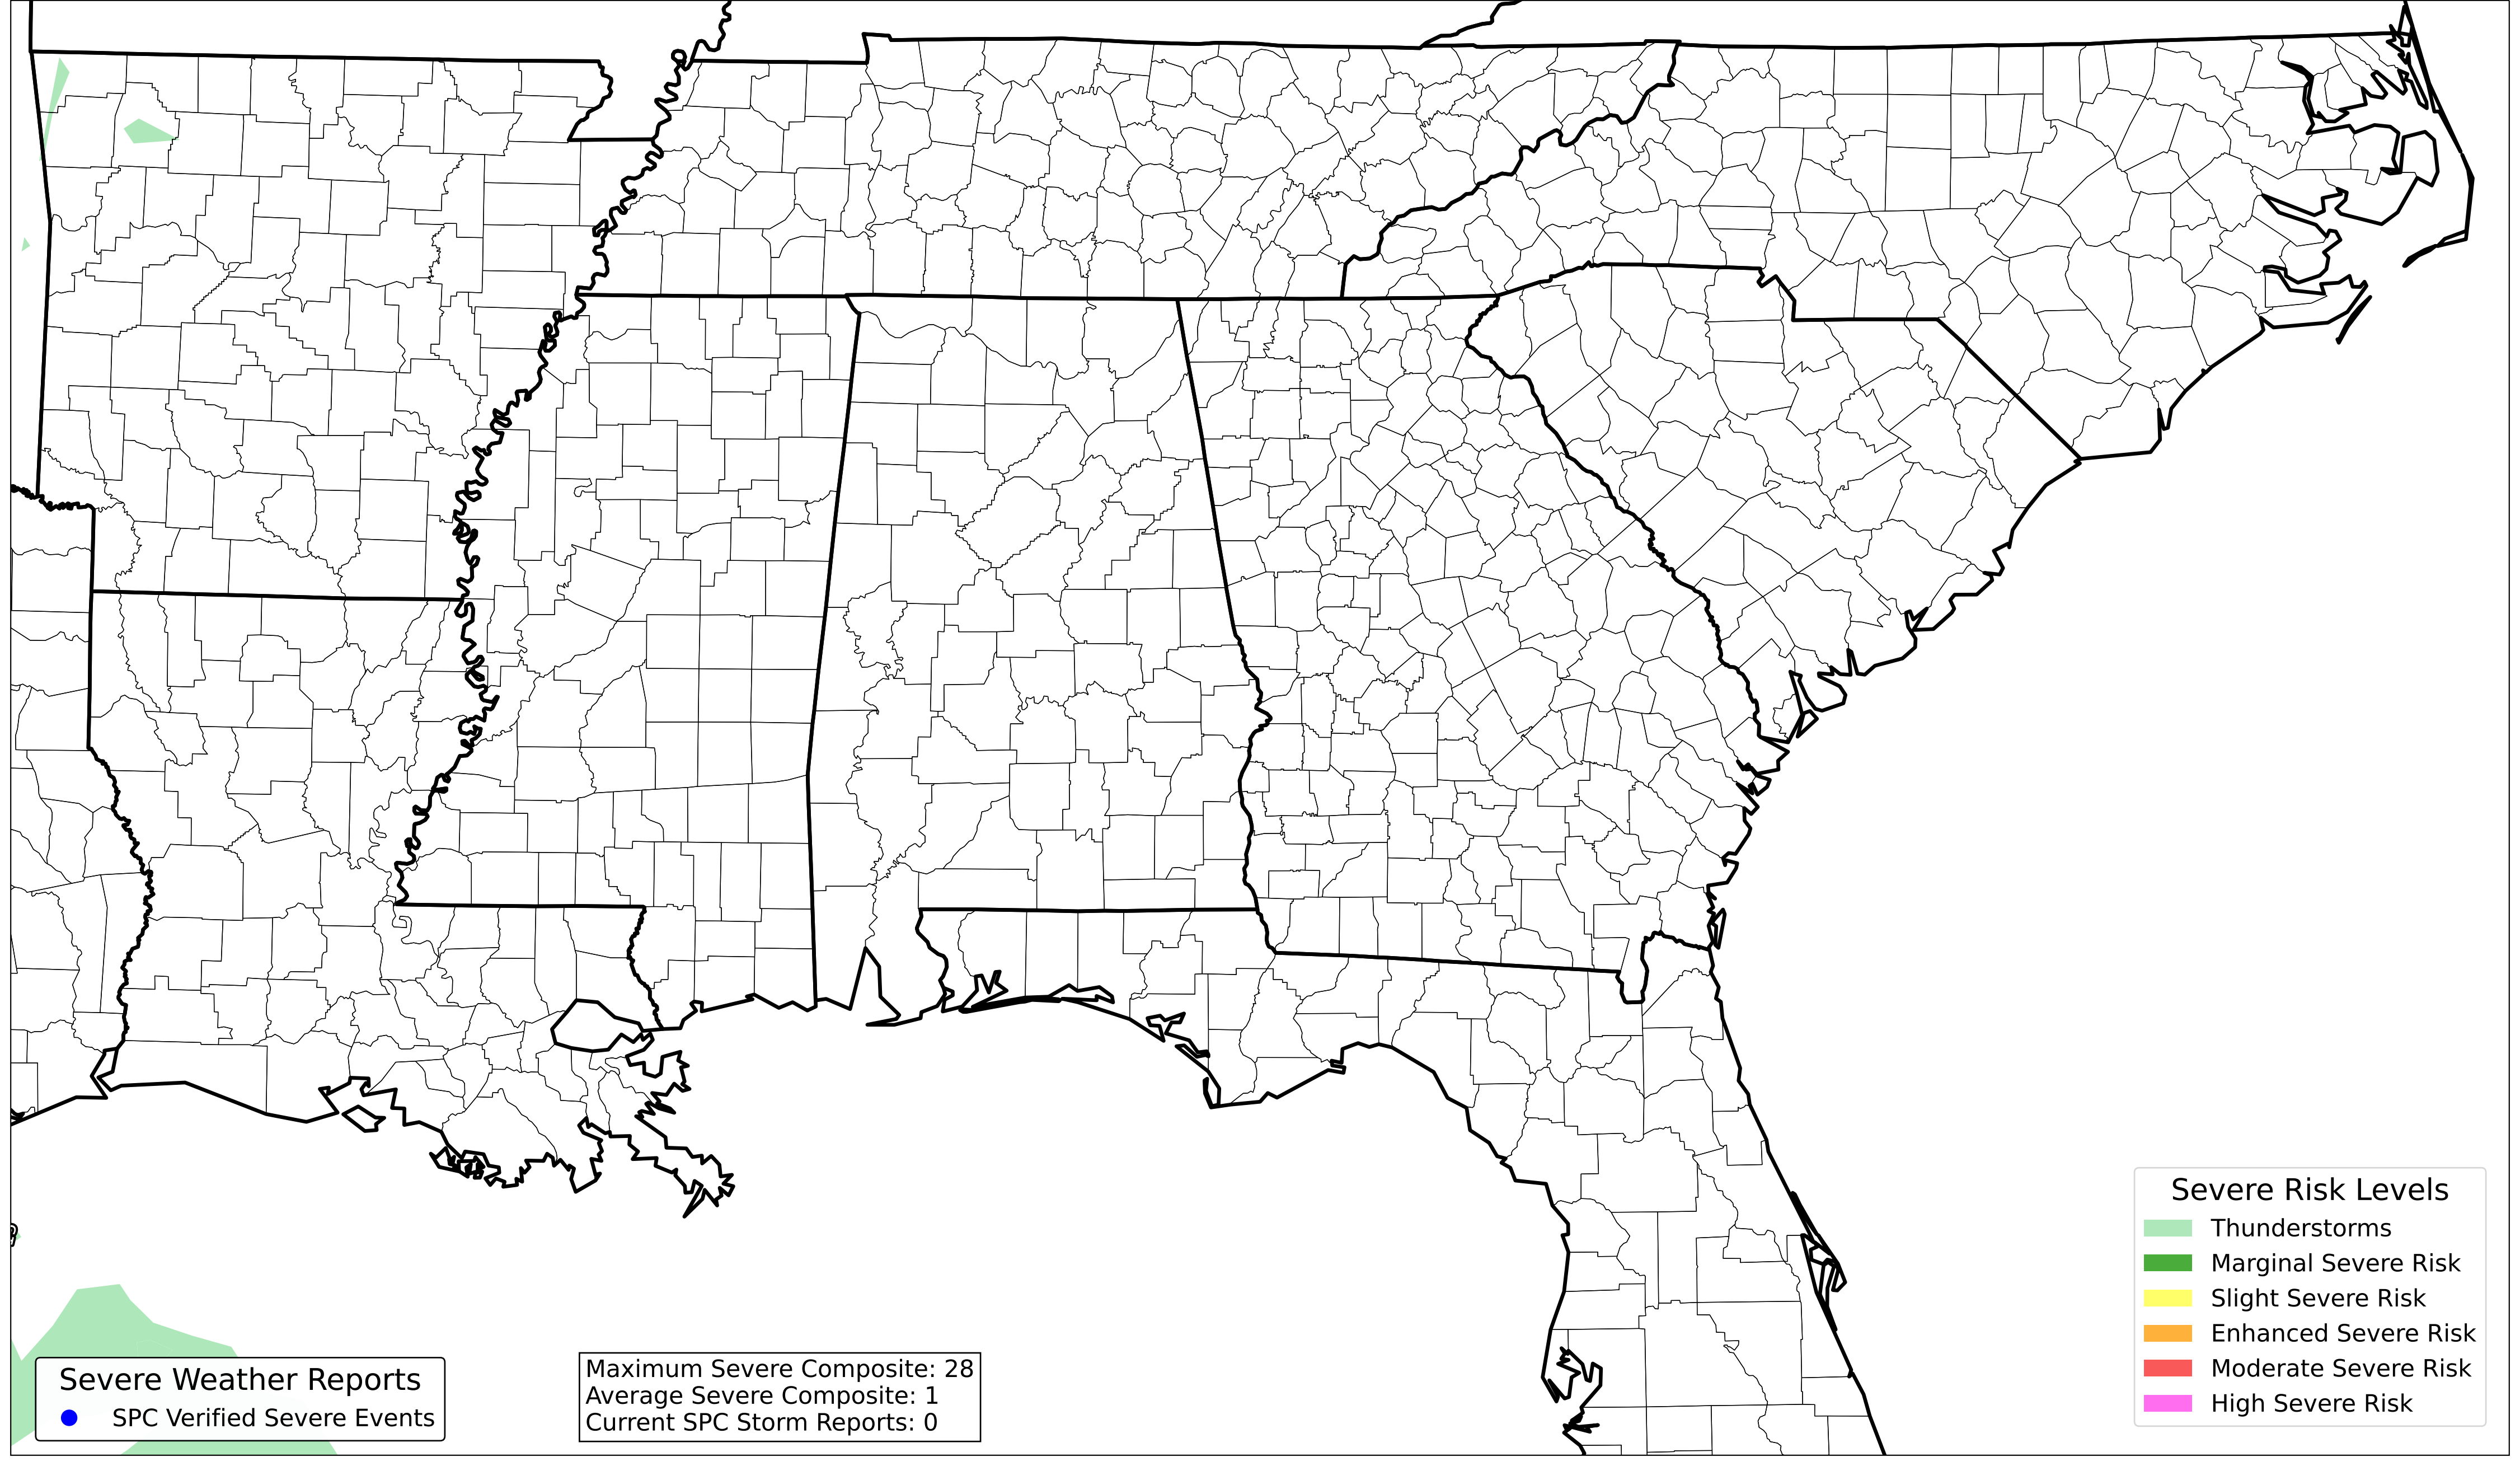 Severe Risk Levels
Thunderstorms
Marginal Severe Risk
Slight Severe Risk
Enhanced Severe Risk
Moderate Severe Risk
High Severe Risk
Severe Weather Reports
SPC Verified Severe Events
Maximum Severe Composite: 28
Average Severe Composite: 1
Current SPC Storm Reports: 0